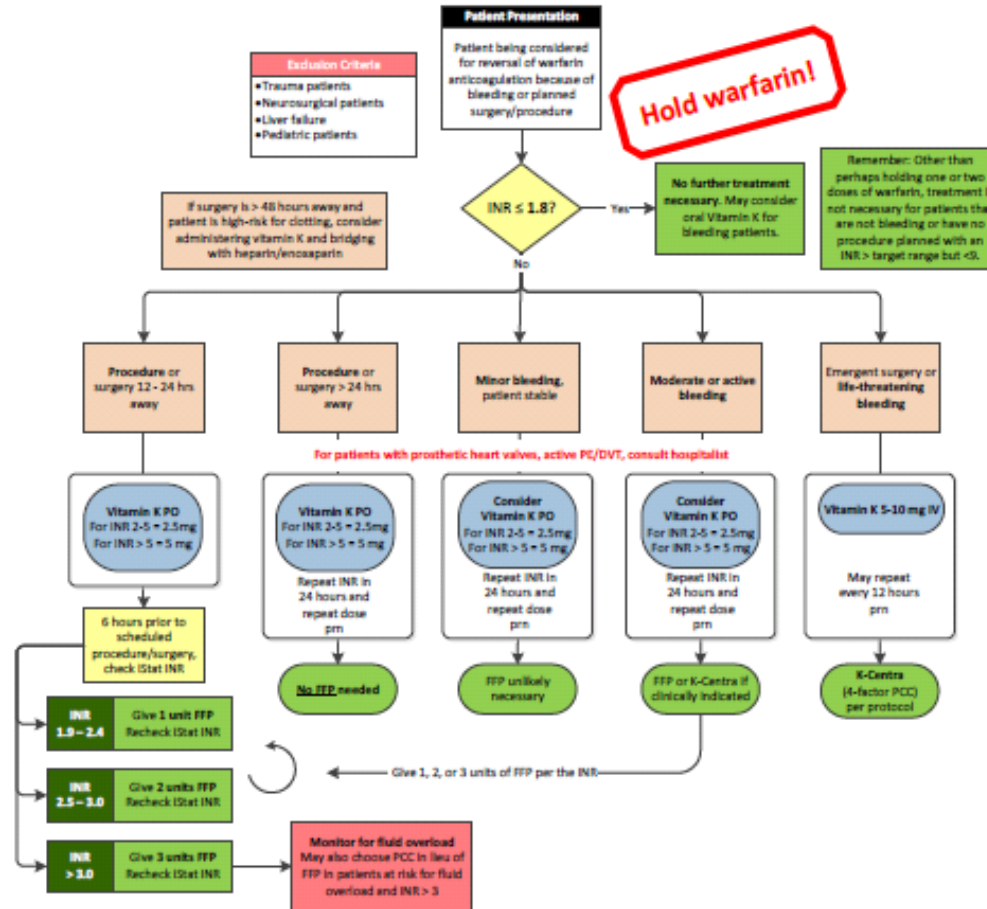 Patient Presentation
Patient being considered
for reversal of warfarin
anticoagulation because of
bleeding or planned
surgery/procedure
Exclusion Criteria
•Trauma patients
•Neurosurgical patients
•Liver failure
•Pediatric patients
Hold warfarin!
If surgery is > 48 hours away and
patient is high-risk for clotting, consider
administering vitamin K and bridging
with heparin/enoxaparin
INR ≤ 1.8?
Yes
No further treatment
necessary. May consider
oral Vitamin K for
bleeding patients.
Remember: Other than
perhaps holding one or two
doses of warfarin, treatment i
not necessary for patients tha
are not bleeding or have no
procedure planned with an
INR > target range but <9.
No
Procedure or
surgery 12 - 24 hrs
away
Procedure or
surgery > 24 hrs
away
Minor bleeding,
patient stable
Moderate or active
bleeding
Emergent surgery or
life-threatening
bleeding
For patients with prosthetic heart valves, active PE/DVT, consult hospitalist
Vitamin K PO
For INR 2-5 = 2.5mg
For INR > 5 = 5 mg
Vitamin K PO
For INR 2-5 = 2.5mg
For INR > 5 = 5 mg
Repeat INR in
24 hours and
repeat dose
prn
Consider
Vitamin K PO
For INR 2-5 = 2.5mg
For INR > 5 = 5 mg
Repeat INR in
24 hours and
repeat dose
prn
Consider
Vitamin K PO
For INR 2-5 = 2.5mg
For INR > 5 = 5 mg
Repeat INR in
24 hours and
repeat dose
prn
Vitamin K 5-10 mg IV
May repeat
every 12 hours
prn
6 hours prior to
scheduled
procedure/surgery,
check iStat INR
No FFP needed
FFP unlikely
necessary
FFP or K-Centra if
clinically indicated
K-Centra
(4-factor PCC)
per protocol
INR
1.9 – 2.4
Give 1 unit FFP
Recheck iStat INR
Give 1, 2, or 3 units of FFP per the INR
INR
2.5 – 3.0
Give 2 units FFP
Recheck iStat INR
INR
> 3.0
Give 3 units FFP
Recheck iStat INR
Monitor for fluid overload
May also choose PCC in lieu of
FFP in patients at risk for fluid
overload and INR > 3